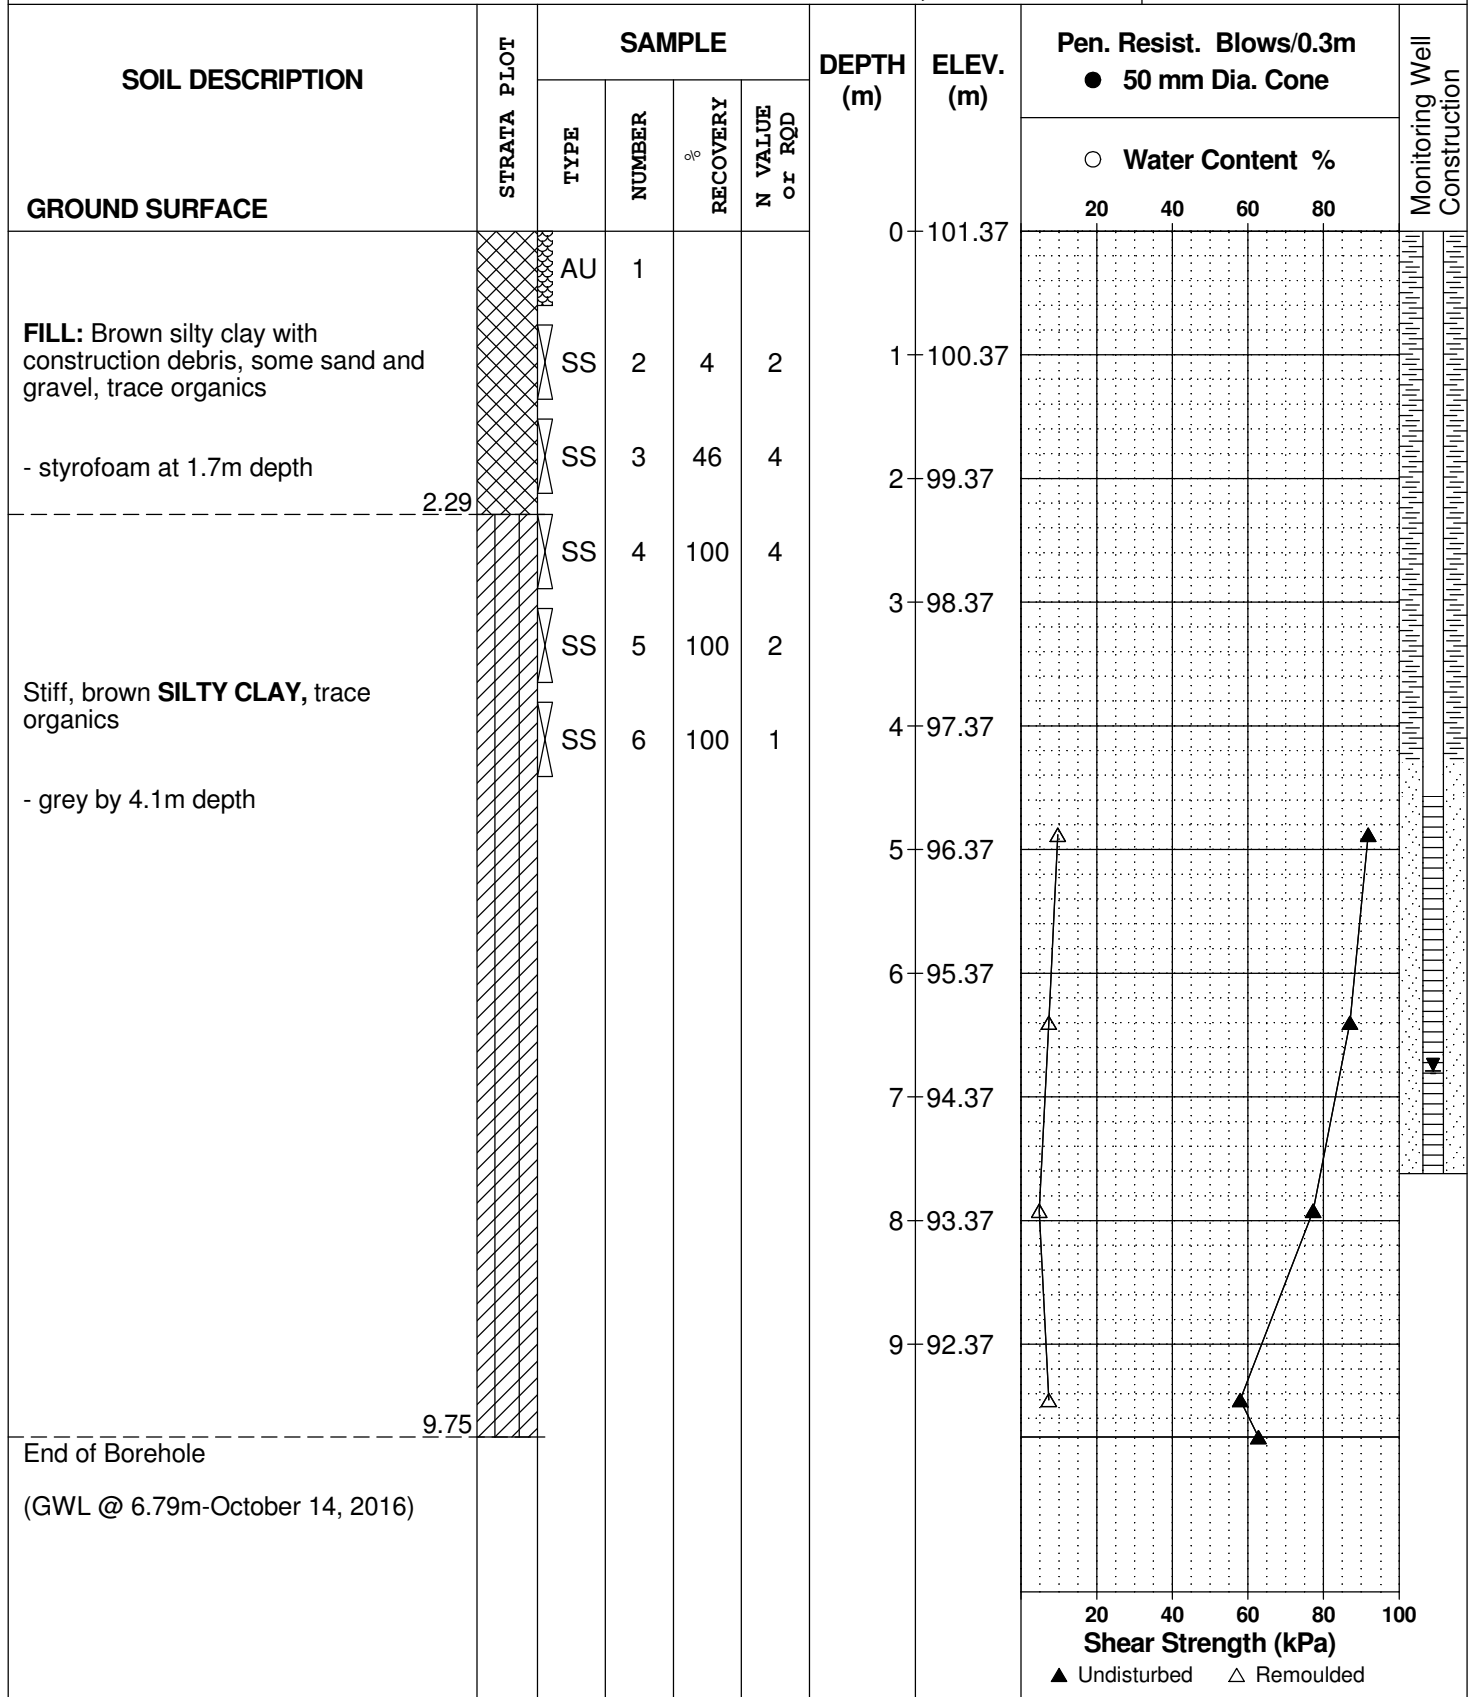 SOIL DESCRIPTION
GROUND SURFACE
STRATA PLOT
SAMPLE
TYPE
NUMBER
%
RECOVERY
N VALUE
or RQD
DEPTH
(m)
ELEV.
(m)
Pen. Resist. Blows/0.3m
● 50 mm Dia. Cone
○ Water Content %
20 40 60 80
Monitoring Well
Construction
0 101.37
AU 1
FILL: Brown silty clay with
construction debris, some sand and
gravel, trace organics
SS 2 4 2
1 100.37
- styrofoam at 1.7m depth
SS 3 46 4
2 99.37
2.29
SS 4 100 4
3 98.37
SS 5 100 2
Stiff, brown SILTY CLAY, trace
organics
SS 6 100 1
4 97.37
- grey by 4.1m depth
5 96.37
6 95.37
7 94.37
8 93.37
9 92.37
9.75
End of Borehole
(GWL @ 6.79m-October 14, 2016)
20 40 60 80 100
Shear Strength (kPa)
▲ Undisturbed △ Remoulded